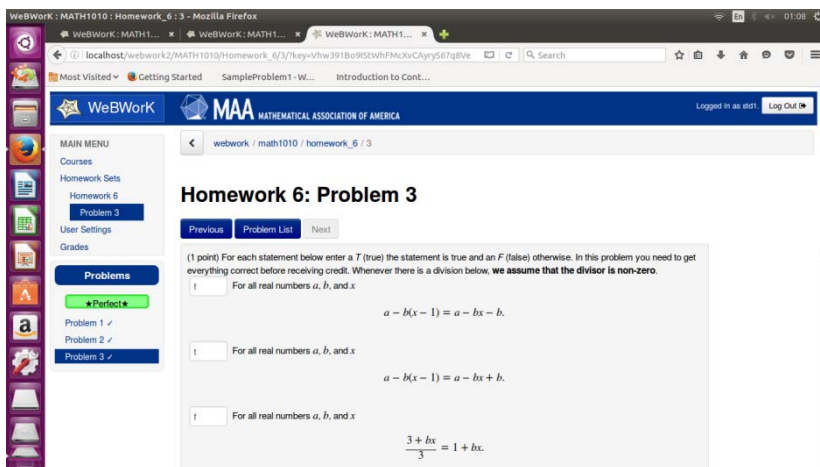 WeBWorK : MATH1010 : Homework_6 : 3 - Mozilla Firefox
En
01:08
WeBWorK: MATH1... × WeBWorK: MATH1... × WeBWorK: MATH1... ×
localhost/webwork2/MATH1010/Homework_6/3/?key=Vhw391Bo9IStWhFMcXvCAyryS67q8Ve
Search
Most Visited Getting Started SampleProblem1 - W... Introduction to Cont...
WeBWorK
MAA MATHEMATICAL ASSOCIATION OF AMERICA
Logged in as std1. Log Out
MAIN MENU
Courses
Homework Sets
Homework 6
Problem 3
User Settings
Grades
Problems
★Perfect★
Problem 1 ✓
Problem 2 ✓
Problem 3 ✓
webwork / math1010 / homework_6 / 3
Homework 6: Problem 3
Previous Problem List Next
(1 point) For each statement below enter a T (true) the statement is true and an F (false) otherwise. In this problem you need to get
everything correct before receiving credit. Whenever there is a division below, we assume that the divisor is non-zero.
f For all real numbers a, b, and x
a − b(x − 1) = a − bx − b.
t For all real numbers a, b, and x
a − b(x − 1) = a − bx + b.
f For all real numbers a, b, and x
3 + bx
3
= 1 + bx.